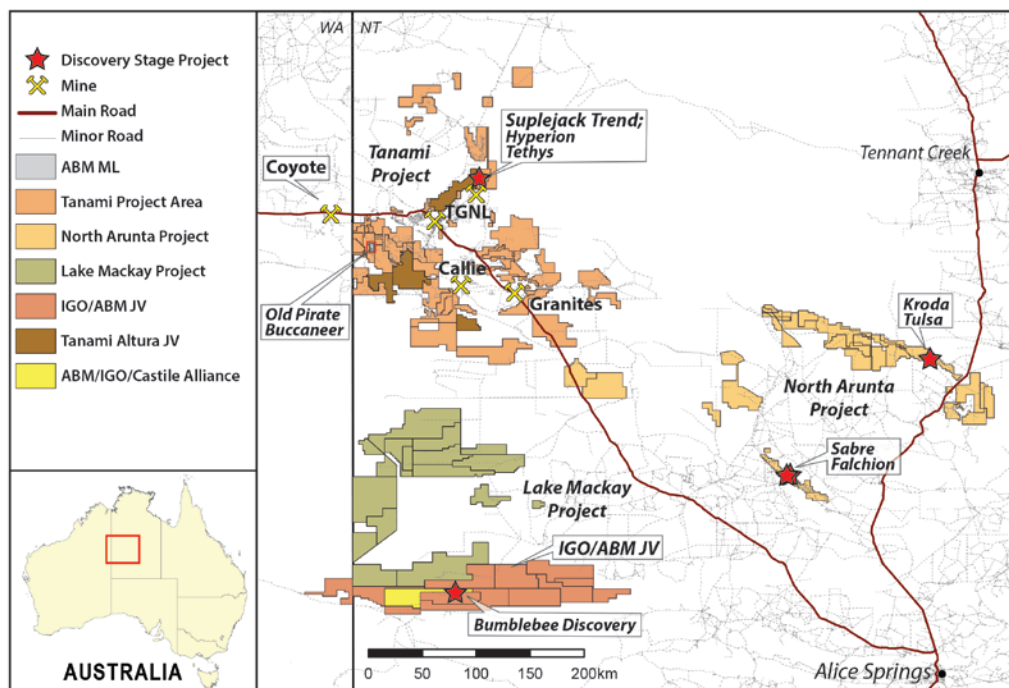 Discovery Stage Project
Mine
Main Road
Minor Road
ABM ML
Tanami Project Area
North Arunta Project
Lake Mackay Project
IGO/ABM JV
Tanami Altura JV
ABM/IGO/Castile Alliance
AUSTRALIA
WA
NT
Suplejack Trend;
Hyperion
Tethys
Tanami
Project
Coyote
TGNL
Callie
Granites
Old Pirate
Buccaneer
Tennant Creek
Kroda
Tulsa
North Arunta
Project
Sabre
Falchion
Lake Mackay
Project
IGO/ABM JV
Bumblebee Discovery
0 50 100 150 200km
Alice Springs